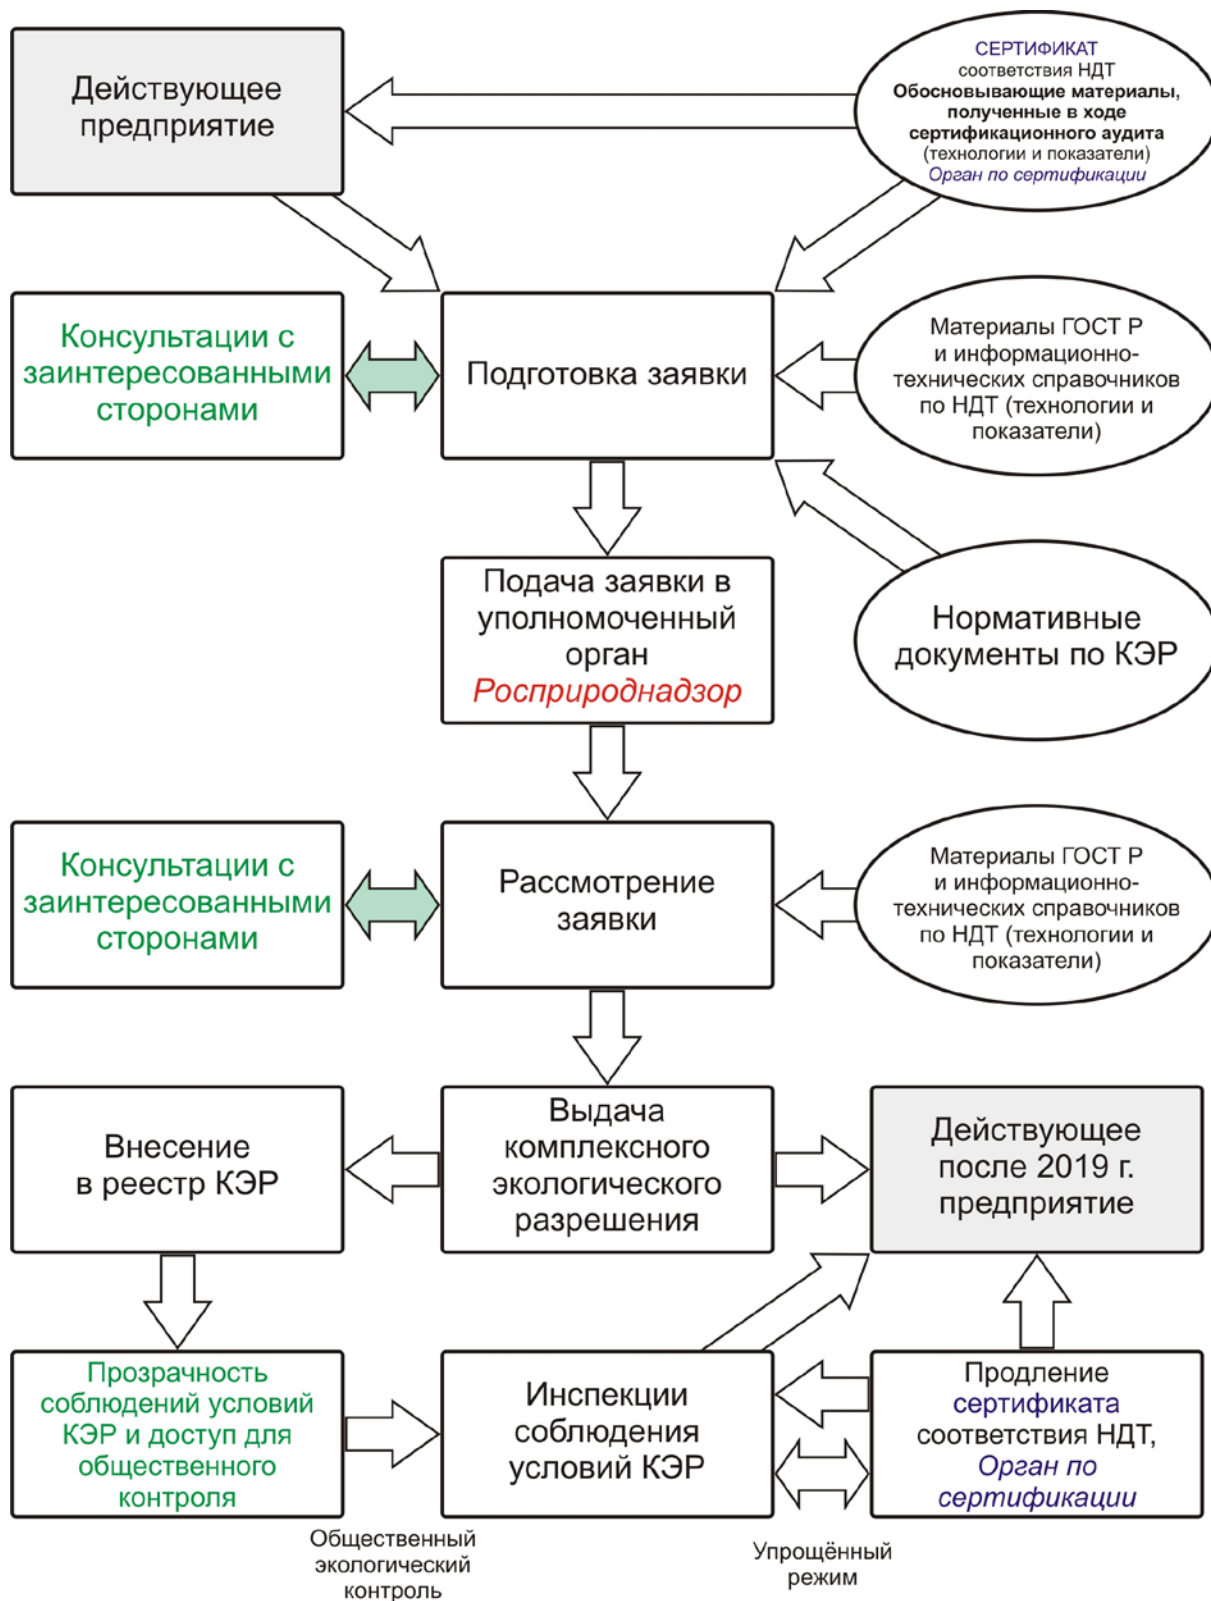 Действующее
предприятие
СЕРТИФИКАТ
соответствия НДТ
Обосновывающие материалы,
полученные в ходе
сертификационного аудита
(технологии и показатели)
Орган по сертификации
Консультации с
заинтересованными
сторонами
Подготовка заявки
Материалы ГОСТ Р
и информационно-
технических справочников
по НДТ (технологии и
показатели)
Подача заявки в
уполномоченный
орган
Росприроднадзор
Нормативные
документы по КЭР
Консультации с
заинтересованными
сторонами
Рассмотрение
заявки
Материалы ГОСТ Р
и информационно-
технических справочников
по НДТ (технологии и
показатели)
Внесение
в реестр КЭР
Выдача
комплексного
экологического
разрешения
Действующее
после 2019 г.
предприятие
Прозрачность
соблюдений условий
КЭР и доступ для
общественного
контроля
Инспекции
соблюдения
условий КЭР
Продление
сертификата
соответствия НДТ,
Орган по
сертификации
Общественный
экологический
контроль
Упрощённый
режим